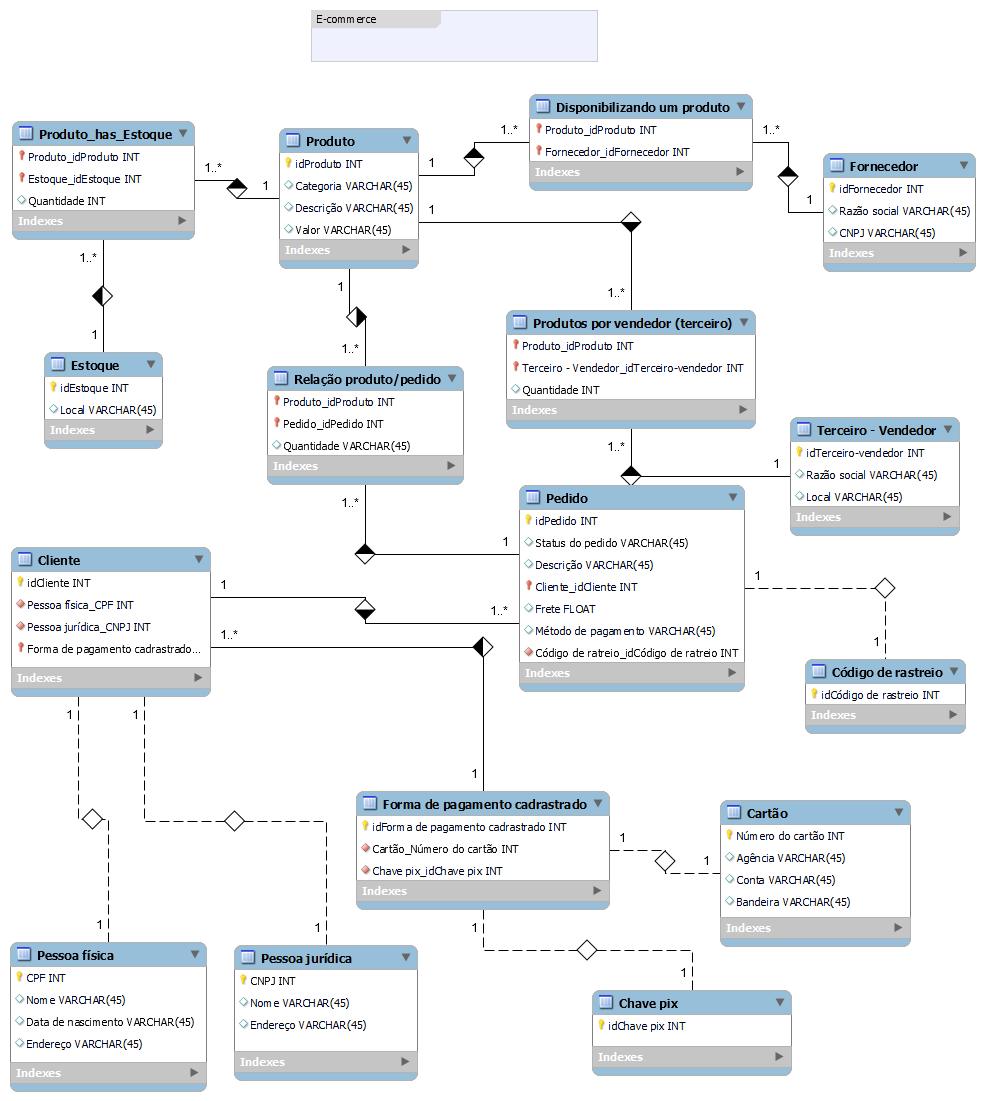 E-commerce
Disponibilizando um produto
Produto_idProduto INT
Fornecedor_idFornecedor INT
Indexes
Produto_has_Estoque
Produto_idProduto INT
Estoque_idEstoque INT
Quantidade INT
Indexes
Produto
idProduto INT
Categoria VARCHAR(45)
Descrição VARCHAR(45)
Valor VARCHAR(45)
Indexes
Fornecedor
idFornecedor INT
Razão social VARCHAR(45)
CNPJ VARCHAR(45)
Indexes
1..*
1
1
1..*
1..*
1
1
1..*
1..*
1
1
1..*
Produtos por vendedor (terceiro)
Produto_idProduto INT
Terceiro - Vendedor_idTerceiro-vendedor INT
Quantidade INT
Indexes
Estoque
idEstoque INT
Local VARCHAR(45)
Indexes
Relação produto/pedido
Produto_idProduto INT
Pedido_idPedido INT
Quantidade VARCHAR(45)
Indexes
Terceiro - Vendedor
idTerceiro-vendedor INT
Razão social VARCHAR(45)
Local VARCHAR(45)
Indexes
1..*
1
1..*
1
Pedido
idPedido INT
Status do pedido VARCHAR(45)
Descrição VARCHAR(45)
Cliente_idCliente INT
Frete FLOAT
Método de pagamento VARCHAR(45)
Código de ratreio_idCódigo de ratreio INT
Indexes
Cliente
idCliente INT
Pessoa física_CPF INT
Pessoa jurídica_CNPJ INT
Forma de pagamento cadrastrado...
Indexes
1
1..*
1..*
1
1
1
Código de rastreio
idCódigo de rastreio INT
Indexes
1
1
1
1
Forma de pagamento cadrastrado
idForma de pagamento cadrastrado INT
Cartão_Número do cartão INT
Chave pix_idChave pix INT
Indexes
1
1
Cartão
Número do cartão INT
Agência VARCHAR(45)
Conta VARCHAR(45)
Bandeira VARCHAR(45)
Indexes
1
1
Pessoa física
CPF INT
Nome VARCHAR(45)
Data de nascimento VARCHAR(45)
Endereço VARCHAR(45)
Indexes
Pessoa jurídica
CNPJ INT
Nome VARCHAR(45)
Endereço VARCHAR(45)
Indexes
Chave pix
idChave pix INT
Indexes